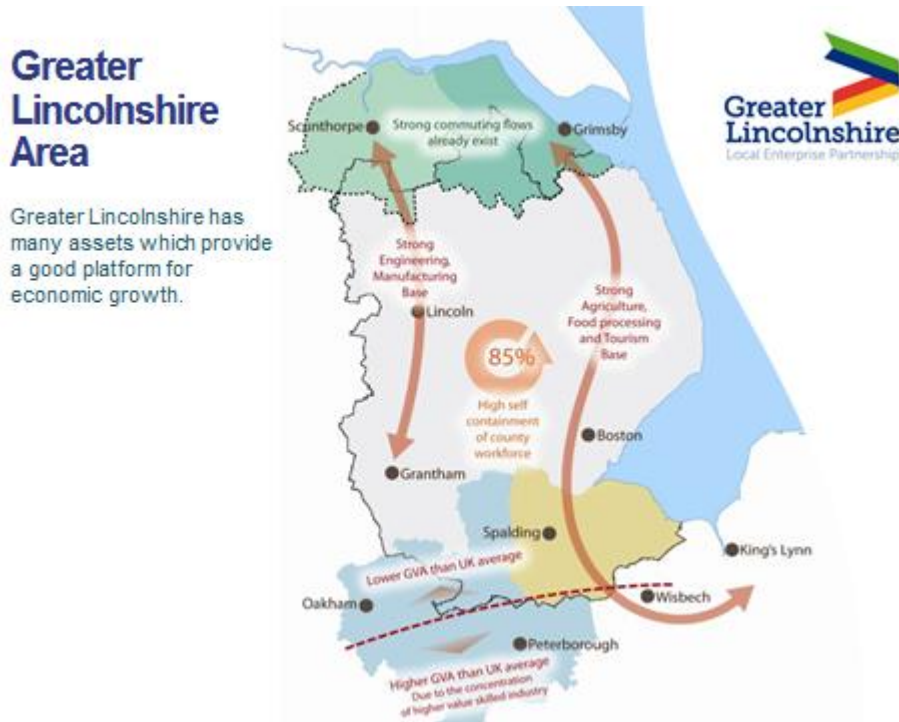 Greater
Lincolnshire
Area
Greater Lincolnshire has
many assets which provide
a good platform for
economic growth.
Greater
Lincolnshire
Local Enterprise Partnership
Scunthorpe
Strong commuting flows
already exist
Grimsby
Strong
Engineering,
Manufacturing
Base
Lincoln
Strong
Agriculture,
Food processing
and Tourism
Base
85%
High self
containment
of county
workforce
Boston
Grantham
Spalding
King's Lynn
Lower GVA than UK average
Oakham
Wisbech
Peterborough
Higher GVA than UK average
Due to the concentration
of higher value skilled industry